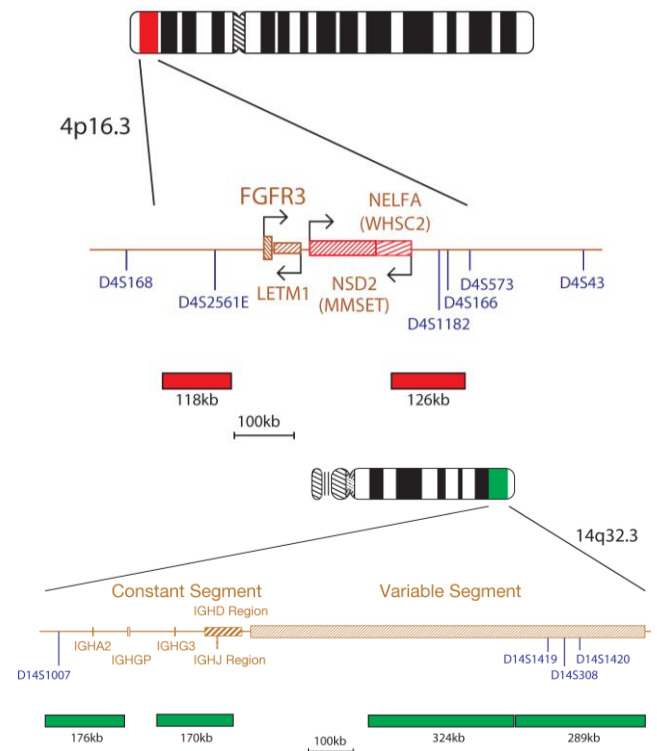 4p16.3
FGFR3
NELFA
(WHSC2)
LETM1
NSD2
(MMSET)
D4S168
D4S2561E
D4S1182
D4S166
D4S573
D4S43
118kb
126kb
100kb
14q32.3
Constant Segment
Variable Segment
IGHD Region
IGHA2
IGHGP
IGHG3
IGHJ Region
D14S1007
D14S1419
D14S308
D14S1420
176kb
170kb
324kb
289kb
100kb